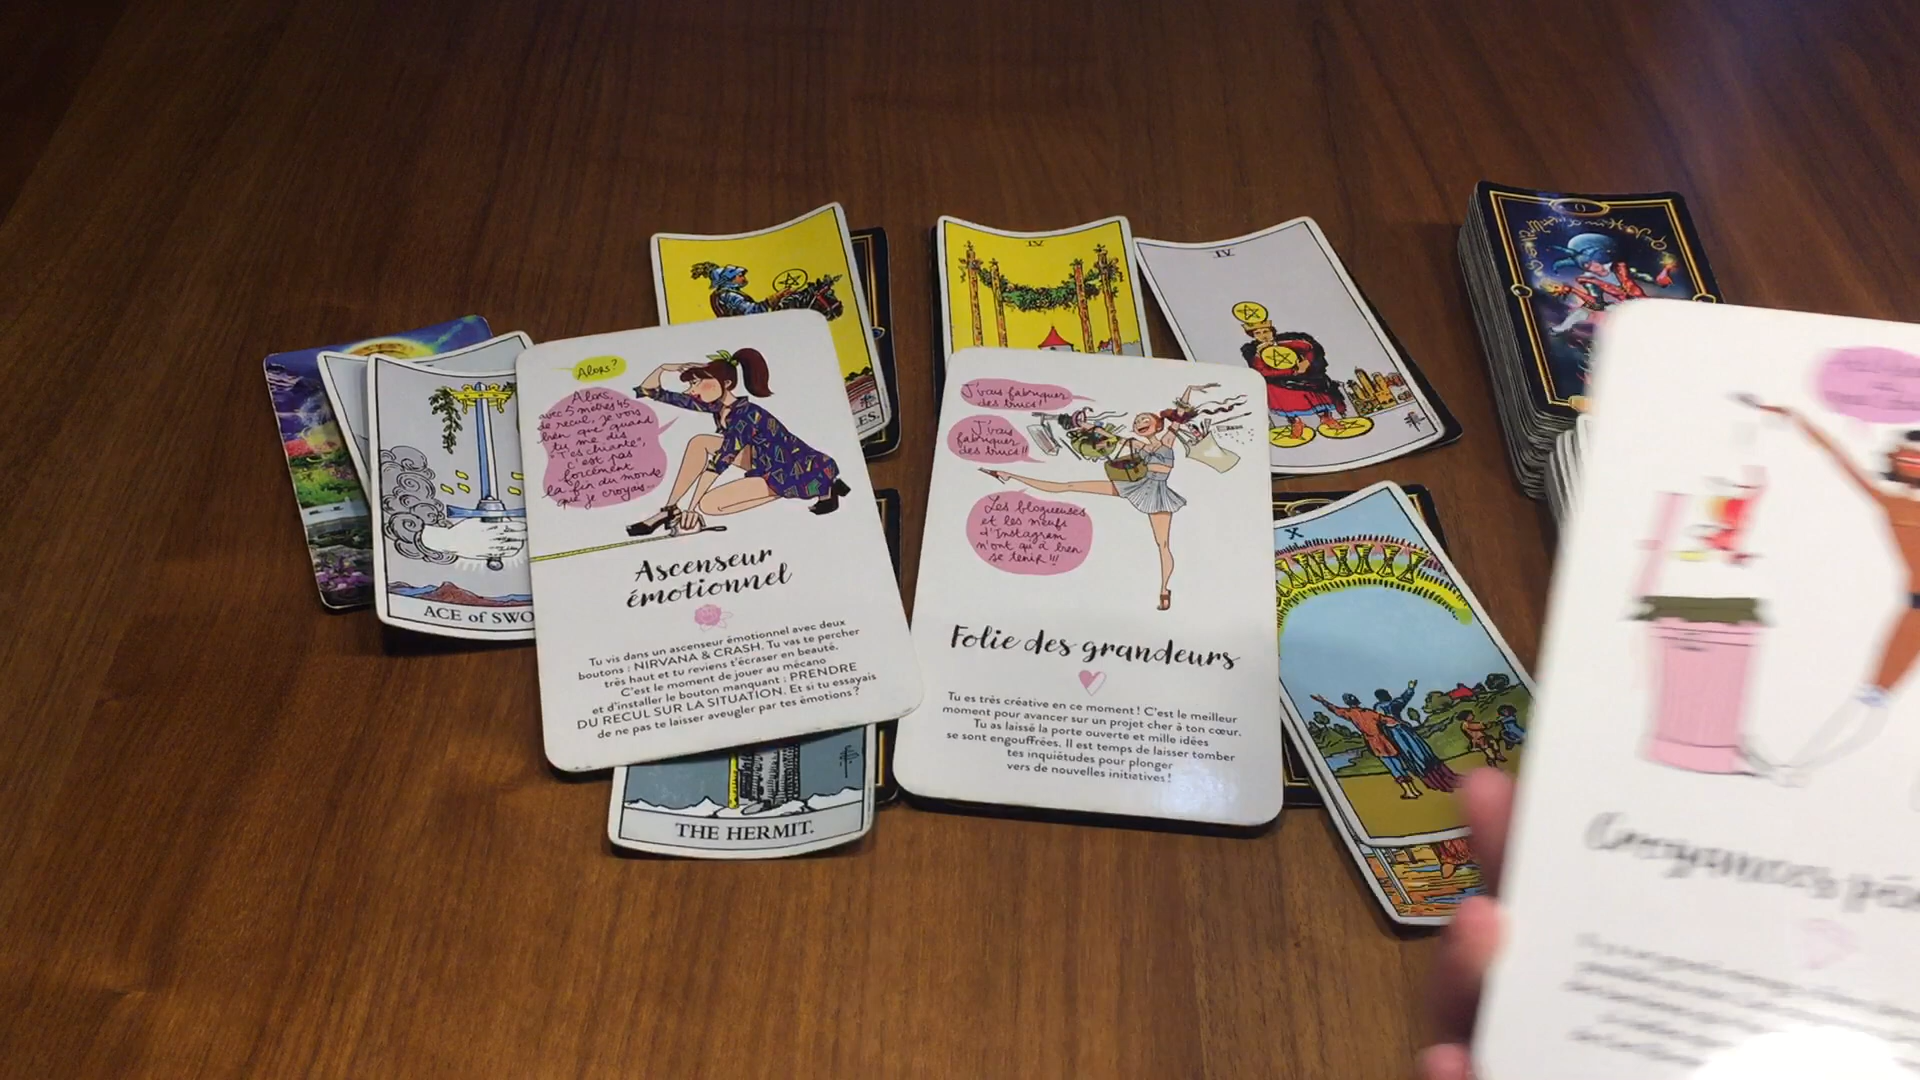 IV
IV
X
ES.
ACE of SWO
THE HERMIT.
Alors?
Alors,
avec 5 mètres 45
de recul, je vois
bien que quand
tu me dis
"T'es chiante",
c'est pas
forcément
la fin du monde
que je croyais...
Ascenseur
émotionnel
Tu vis dans un ascenseur émotionnel avec deux
boutons : NIRVANA & CRASH. Tu vas te percher
très haut et tu reviens t'écraser en beauté.
C'est le moment de jouer au mécano
et d'installer le bouton manquant : PRENDRE
DU RECUL SUR LA SITUATION. Et si tu essayais
de ne pas te laisser aveugler par tes émotions ?
J'vais fabriquer
des trucs!
J'vais
fabriquer
des trucs!!
Les blogueuses
et les meufs
d'Instagram
n'ont qu'à bien
se tenir!!!
Folie des grandeurs
Tu es très créative en ce moment ! C'est le meilleur
moment pour avancer sur un projet cher à ton cœur.
Tu as laissé la porte ouverte et mille idées
se sont engouffrées. Il est temps de laisser tomber
tes inquiétudes pour plonger
vers de nouvelles initiatives !